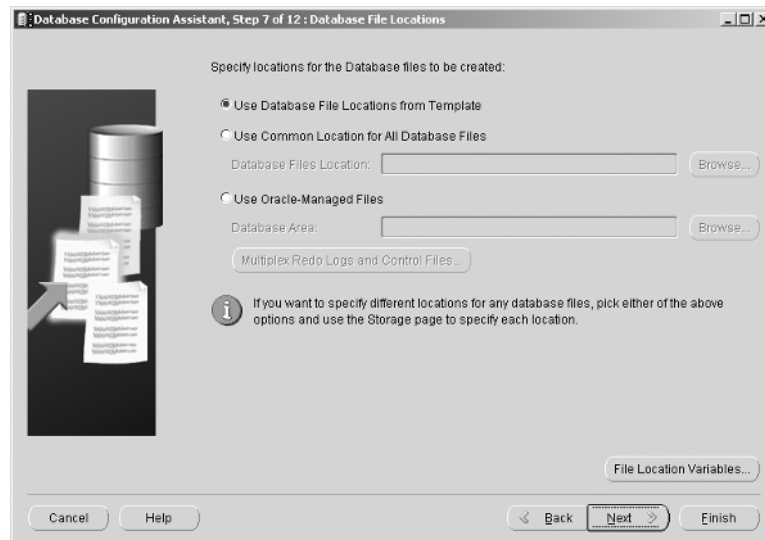 Database Configuration Assistant, Step 7 of 12 : Database File Locations
Specify locations for the Database files to be created:
Use Database File Locations from Template
Use Common Location for All Database Files
Database Files Location:
Browse...
Use Oracle-Managed Files
Database Area:
Browse...
Multiplex Redo Logs and Control Files...
If you want to specify different locations for any database files, pick either of the above
options and use the Storage page to specify each location.
File Location Variables...
Cancel
Help
Back
Next
Finish